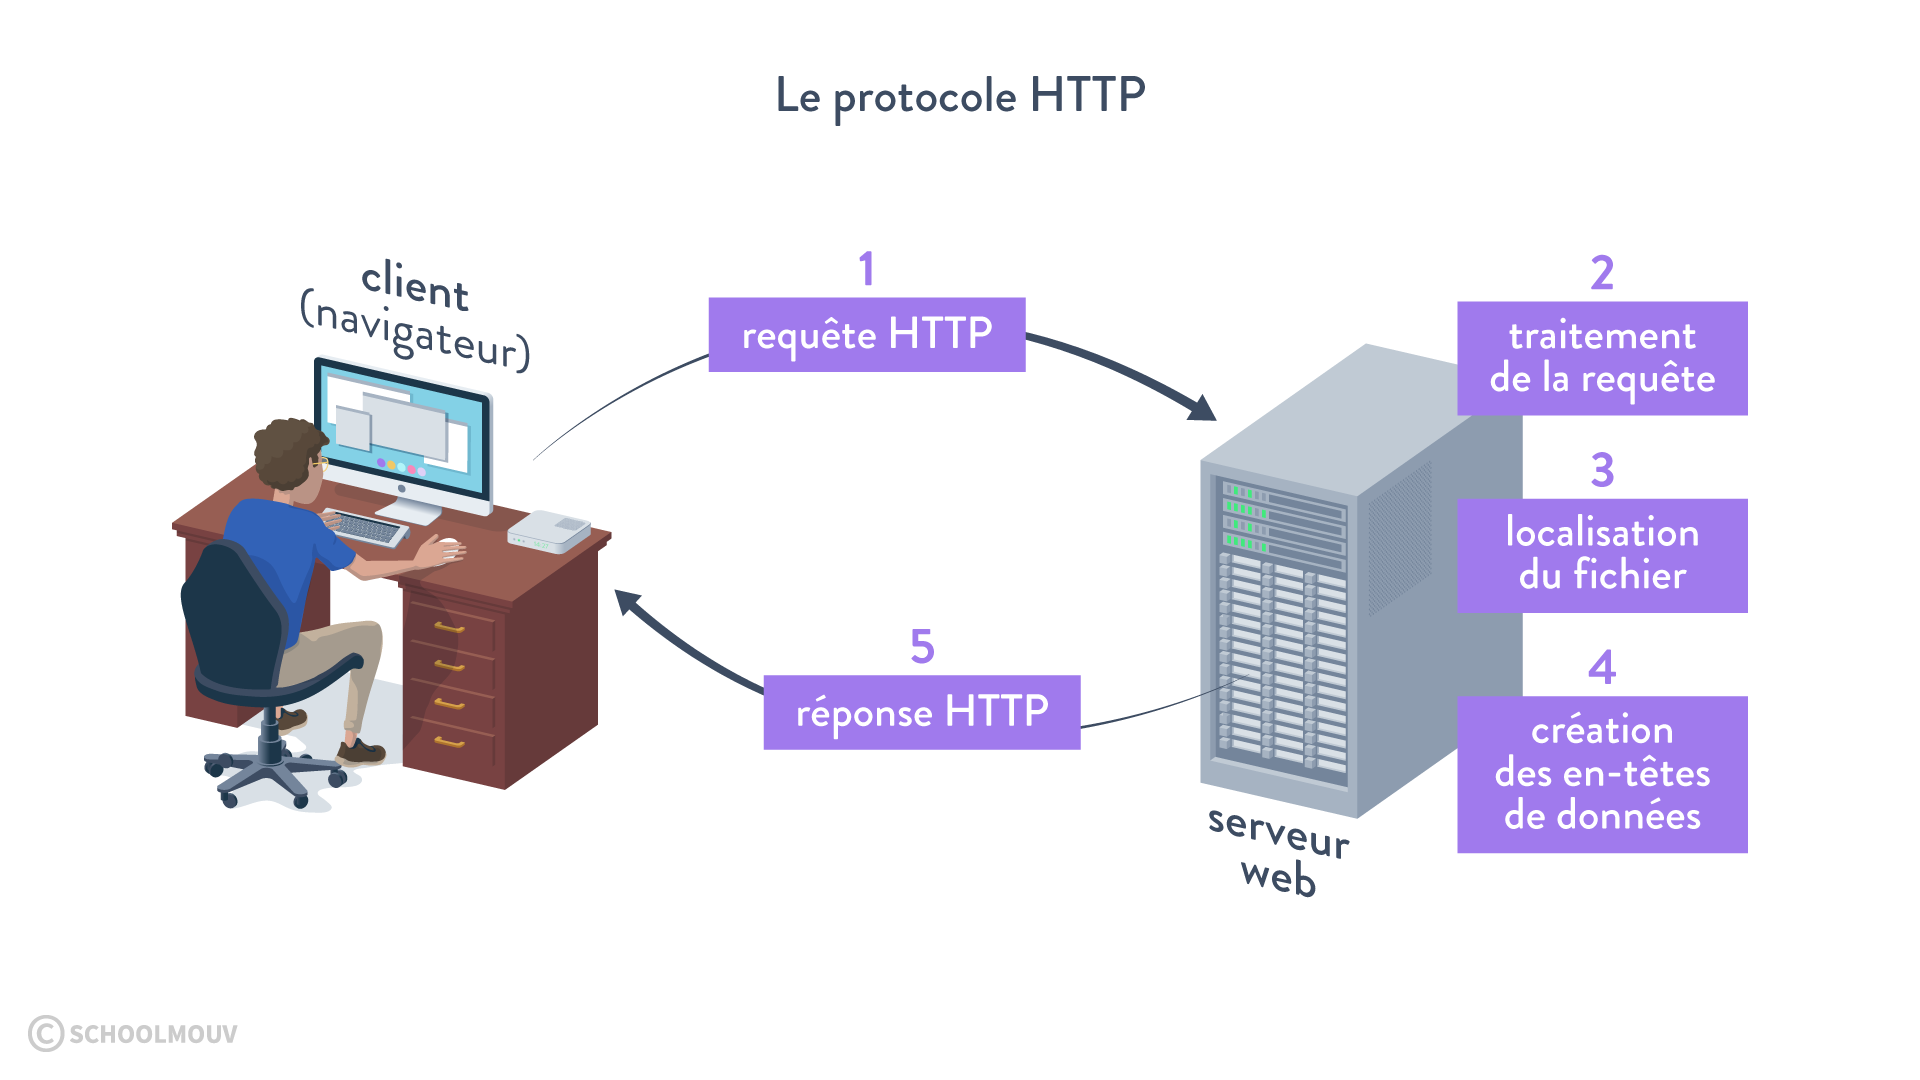 Le protocole HTTP
client
(navigateur)
1
requête HTTP
2
traitement
de la requête
3
localisation
du fichier
4
création
des en-têtes
de données
5
réponse HTTP
serveur
web
© SCHOOLMOUV